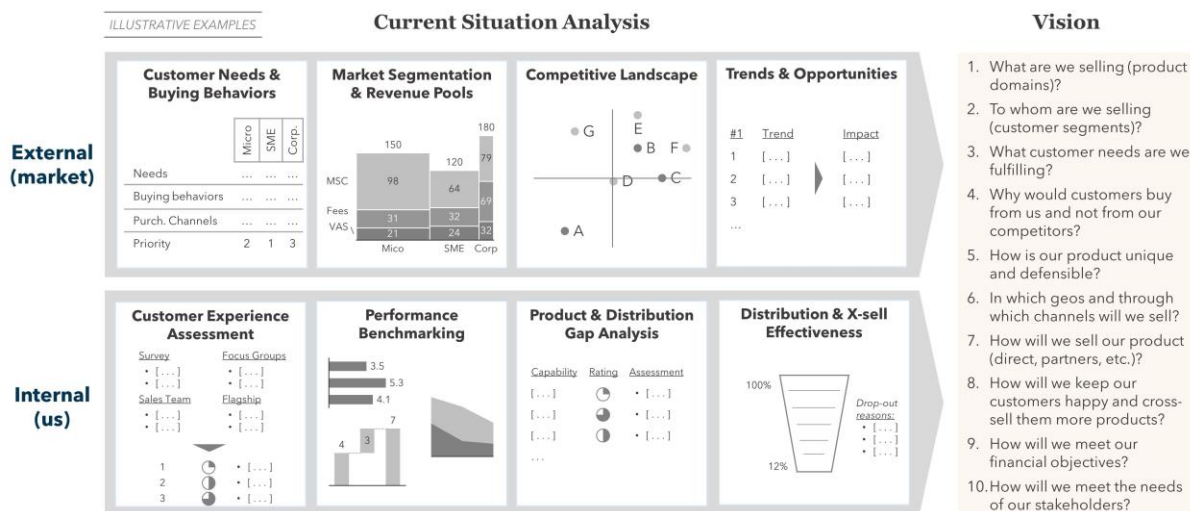 ILLUSTRATIVE EXAMPLES
Current Situation Analysis
Vision
External
(market)
Customer Needs &
Buying Behaviors
Micro
SME
Corp.
Needs ... ... ...
Buying behaviors ... ... ...
Purch. Channels ... ... ...
Priority 2 1 3
Market Segmentation
& Revenue Pools
180
150
120
79
98
64
69
31
32
21
24
32
MSC
Fees
VAS \
Mico SME Corp
Competitive Landscape
G
E
B
F
D
C
A
Trends & Opportunities
#1 Trend Impact
1 [...] [...]
2 [...] [...]
3 [...] [...]
...
Internal
(us)
Customer Experience
Assessment
Survey Focus Groups
• [...] • [...]
• [...] • [...]
Sales Team Flagship
• [...] • [...]
• [...] • [...]
1 • [...]
2 • [...]
3 • [...]
Performance
Benchmarking
3.5
5.3
4.1
7
4
3
Product & Distribution
Gap Analysis
Capability Rating Assessment
[...] • [...]
[...] • [...]
[...] • [...]
...
Distribution & X-sell
Effectiveness
100%
12%
Drop-out
reasons:
• [...]
• [...]
• [...]
1. What are we selling (product
domains)?
2. To whom are we selling
(customer segments)?
3. What customer needs are we
fulfilling?
4. Why would customers buy
from us and not from our
competitors?
5. How is our product unique
and defensible?
6. In which geos and through
which channels will we sell?
7. How will we sell our product
(direct, partners, etc.)?
8. How will we keep our
customers happy and cross-
sell them more products?
9. How will we meet our
financial objectives?
10. How will we meet the needs
of our stakeholders?